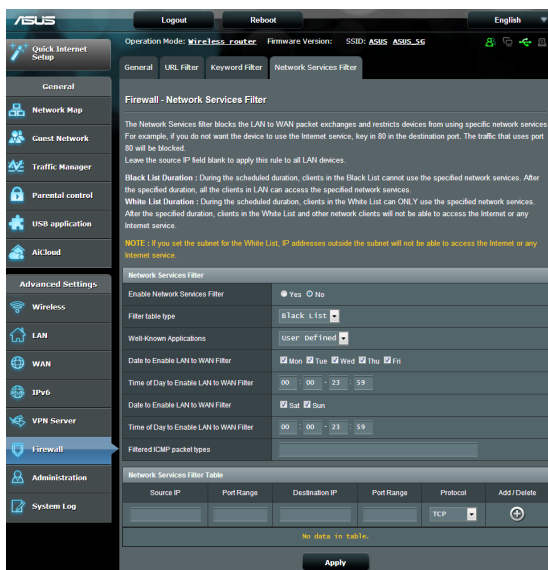 ASUS
Logout
Reboot
English
Quick Internet
Setup
Operation Mode: Wireless router Firmware Version: SSID: ASUS ASUS_5G
General
URL Filter
Keyword Filter
Network Services Filter
General
Network Map
Guest Network
Traffic Manager
Parental control
USB application
AiCloud
Advanced Settings
Wireless
LAN
WAN
IPv6
VPN Server
Firewall
Administration
System Log
Firewall - Network Services Filter
The Network Services filter blocks the LAN to WAN packet exchanges and restricts devices from using specific network services.
For example, if you do not want the device to use the Internet service, key in 80 in the destination port. The traffic that uses port
80 will be blocked.
Leave the source IP field blank to apply this rule to all LAN devices.
Black List Duration : During the scheduled duration, clients in the Black List cannot use the specified network services. After
the specified duration, all the clients in LAN can access the specified network services.
White List Duration : During the scheduled duration, clients in the White List can ONLY use the specified network services.
After the specified duration, clients in the White List and other network clients will not be able to access the Internet or any
Internet service.
NOTE : If you set the subnet for the White List, IP addresses outside the subnet will not be able to access the Internet or any
Internet service.
Network Services Filter
Enable Network Services Filter Yes No
Filter table type Black List
Well-Known Applications User Defined
Date to Enable LAN to WAN Filter Mon Tue Wed Thu Fri
Time of Day to Enable LAN to WAN Filter 00 : 00 - 23 : 59
Date to Enable LAN to WAN Filter Sat Sun
Time of Day to Enable LAN to WAN Filter 00 : 00 - 23 : 59
Filtered ICMP packet types
Network Services Filter Table
Source IP Port Range Destination IP Port Range Protocol Add / Delete
TCP
No data in table.
Apply